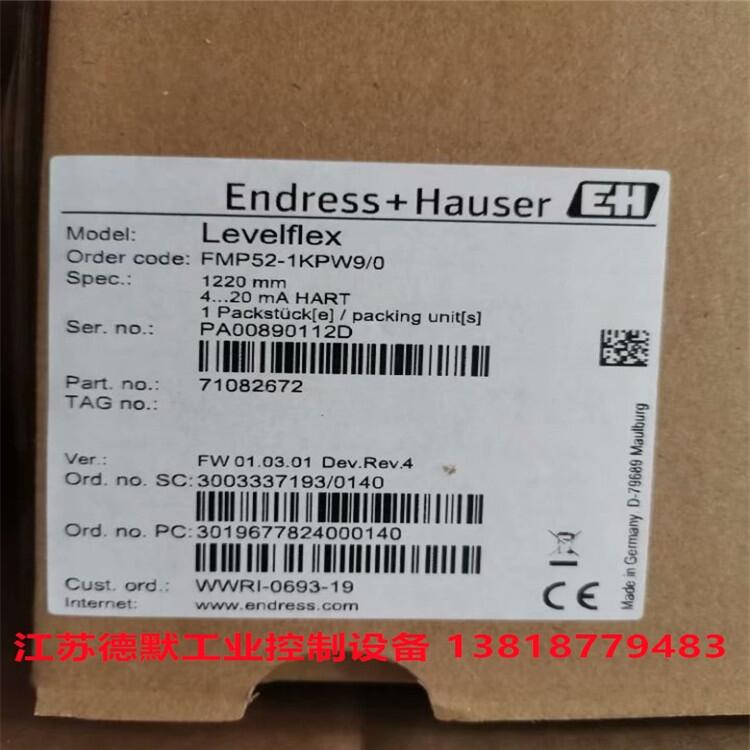 Endress+Hauser EH
Model: Levelflex
Order code: FMP52-1KPW9/0
Spec.: 1220 mm
4...20 mA HART
1 Packstück[e] / packing unit[s]
Ser. no.: PA00890112D
Part. no.: 71082672
TAG no.:
Ver.: FW 01.03.01 Dev.Rev.4
Ord. no. SC: 3003337193/0140
Ord. no. PC: 3019677824000140
Cust. ord.: WWRI-0693-19
Internet: www.endress.com
Made in Germany D-79689 Maulburg
CE
江苏德默工业控制设备 13818779483